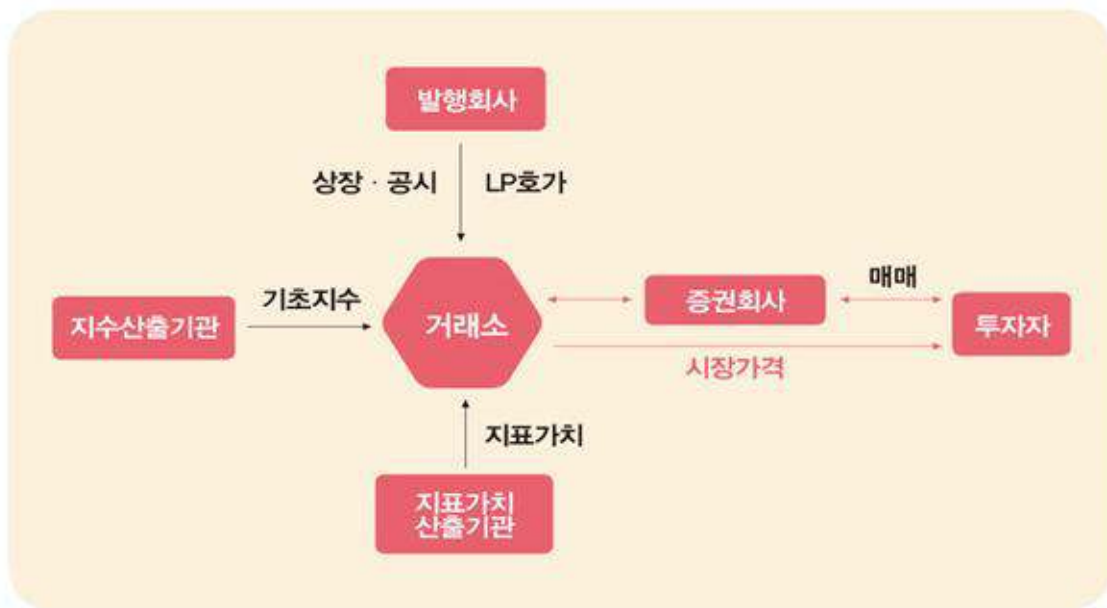 발행회사
상장 · 공시
LP호가
기초지수
지수산출기관
거래소
증권회사
매매
투자자
시장가격
지표가치
지표가치
산출기관